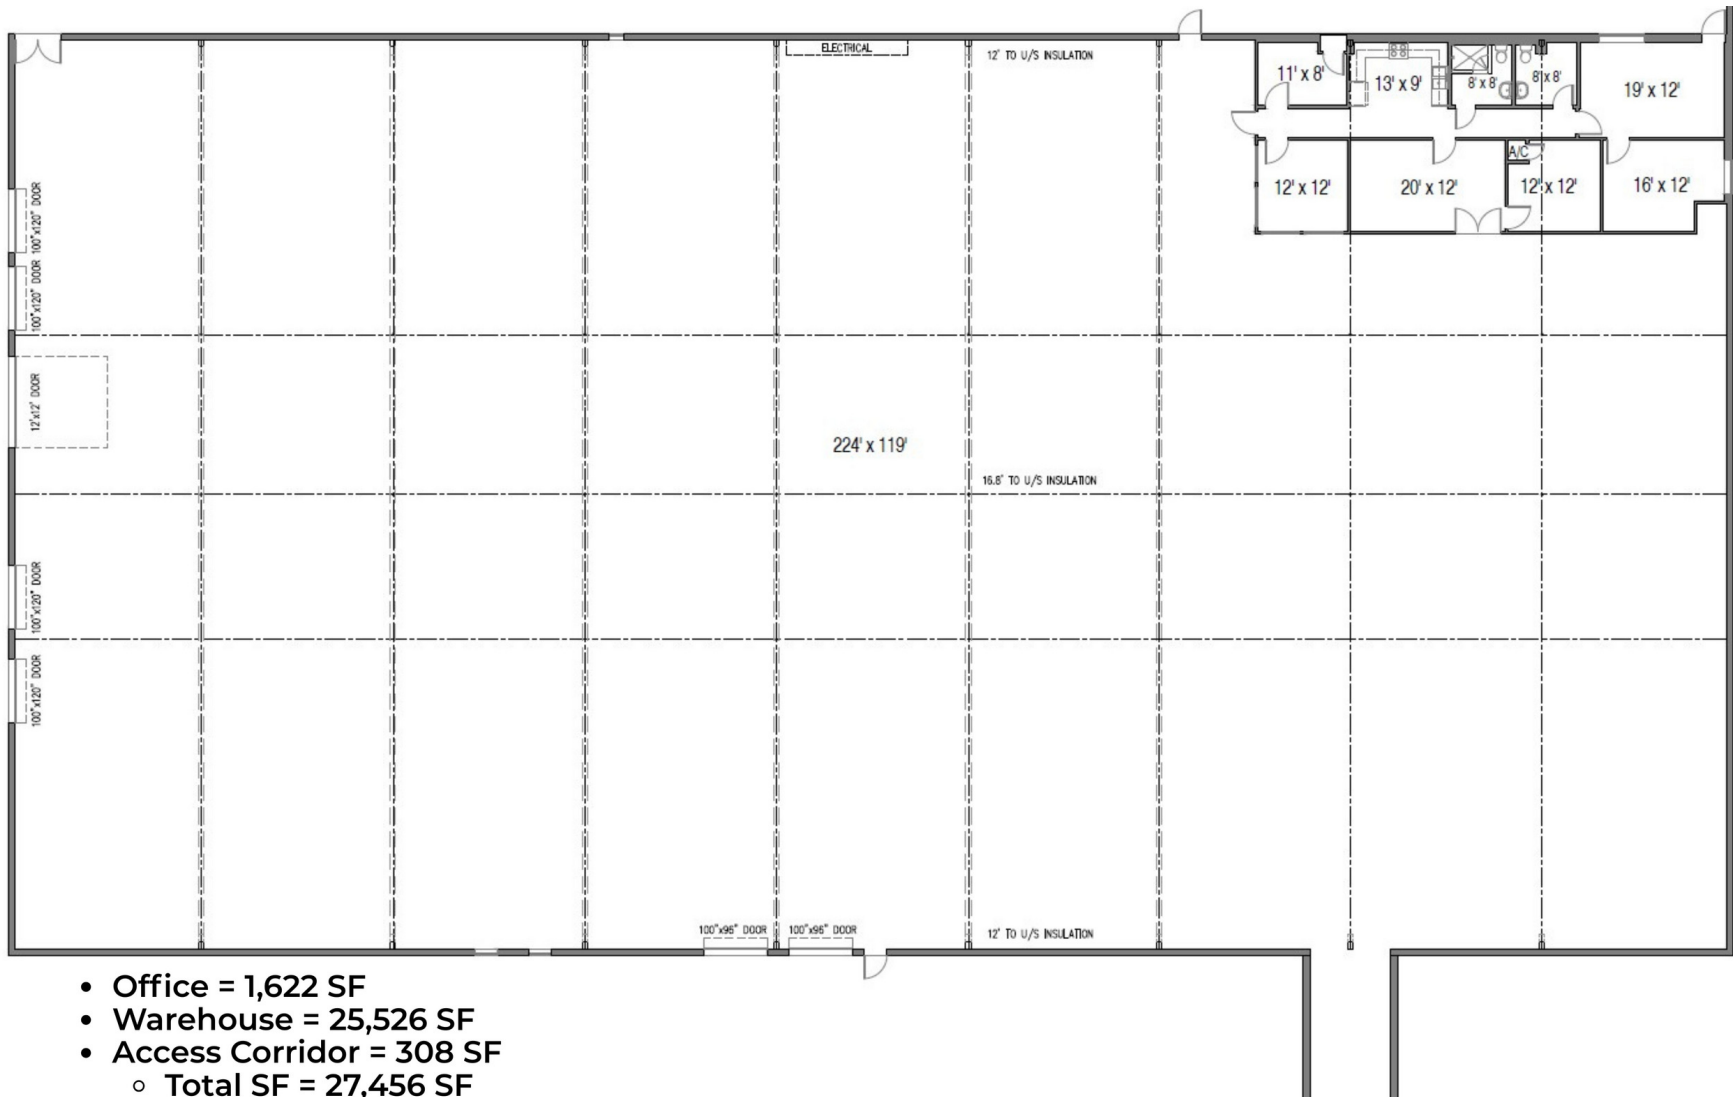 ELECTRICAL
12' TO U/S INSULATION
11' x 8'
13' x 9'
8' x 8'
8' x 8'
19' x 12'
A/C
12' x 12'
20' x 12'
12' x 12'
16' x 12'
100"x120" DOOR
100"x120" DOOR
12'x12' DOOR
224' x 119'
16.8' TO U/S INSULATION
100"x120" DOOR
100"x120" DOOR
100"x96" DOOR
100"x96" DOOR
12' TO U/S INSULATION
• Office = 1,622 SF
• Warehouse = 25,526 SF
• Access Corridor = 308 SF
○ Total SF = 27,456 SF